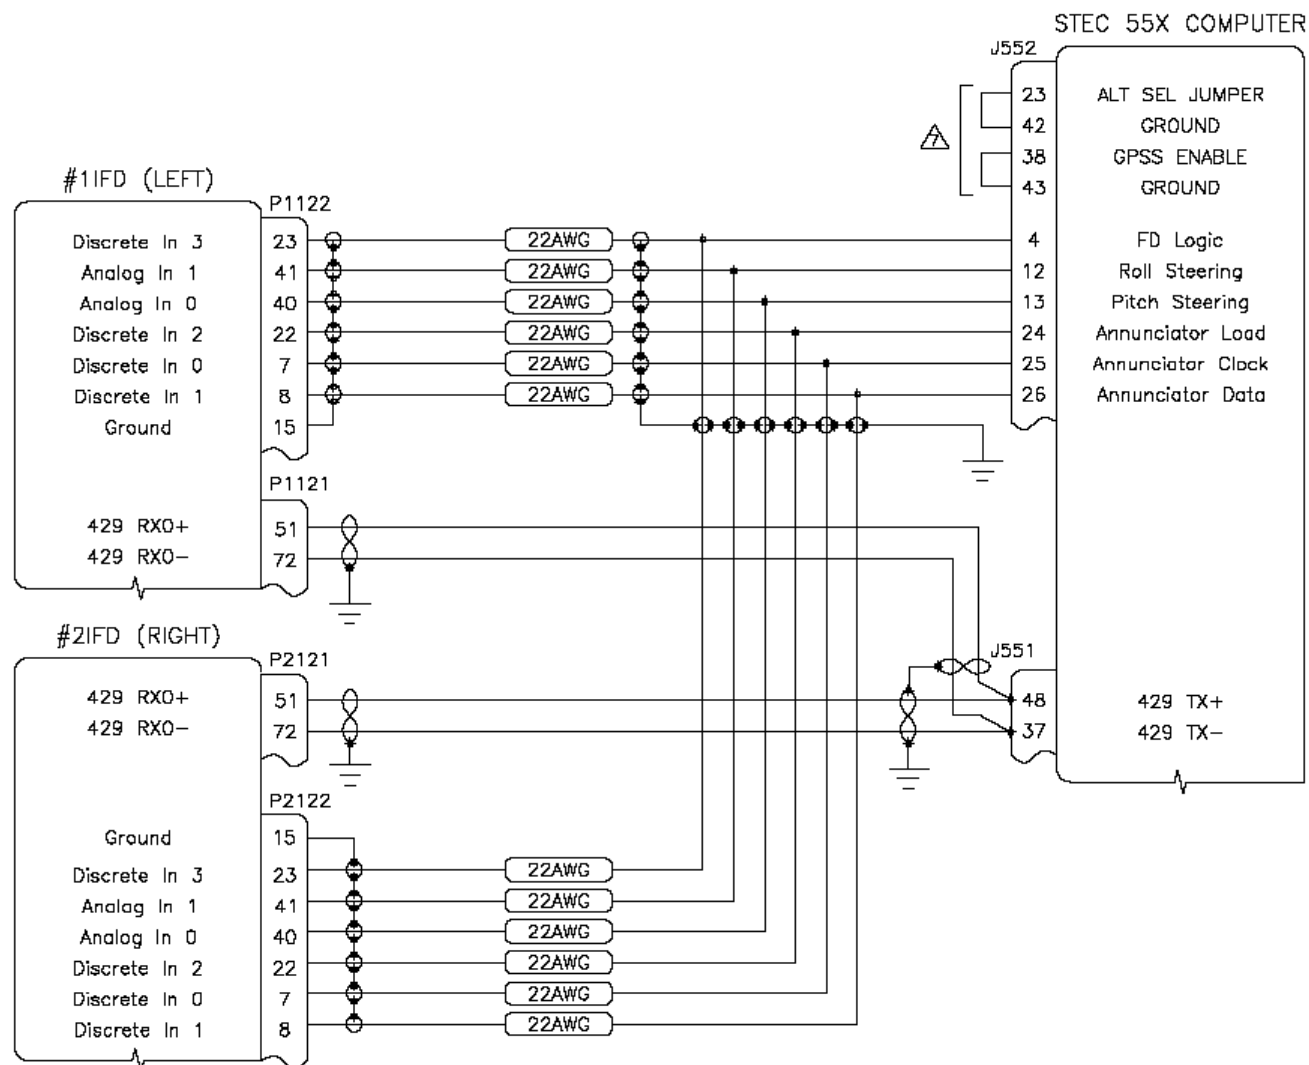 STEC 55X COMPUTER
J552
23 ALT SEL JUMPER
42 GROUND
7
38 GPSS ENABLE
43 GROUND
#1IFD (LEFT)
P1122
Discrete In 3 23 22AWG 4 FD Logic
Analog In 1 41 22AWG 12 Roll Steering
Analog In 0 40 22AWG 13 Pitch Steering
Discrete In 2 22 22AWG 24 Annunciator Load
Discrete In 0 7 22AWG 25 Annunciator Clock
Discrete In 1 8 22AWG 26 Annunciator Data
Ground 15
P1121
429 RX0+ 51
429 RX0- 72
#2IFD (RIGHT)
J551
P2121
429 RX0+ 51 48 429 TX+
429 RX0- 72 37 429 TX-
P2122
Ground 15
Discrete In 3 23 22AWG
Analog In 1 41 22AWG
Analog In 0 40 22AWG
Discrete In 2 22 22AWG
Discrete In 0 7 22AWG
Discrete In 1 8 22AWG